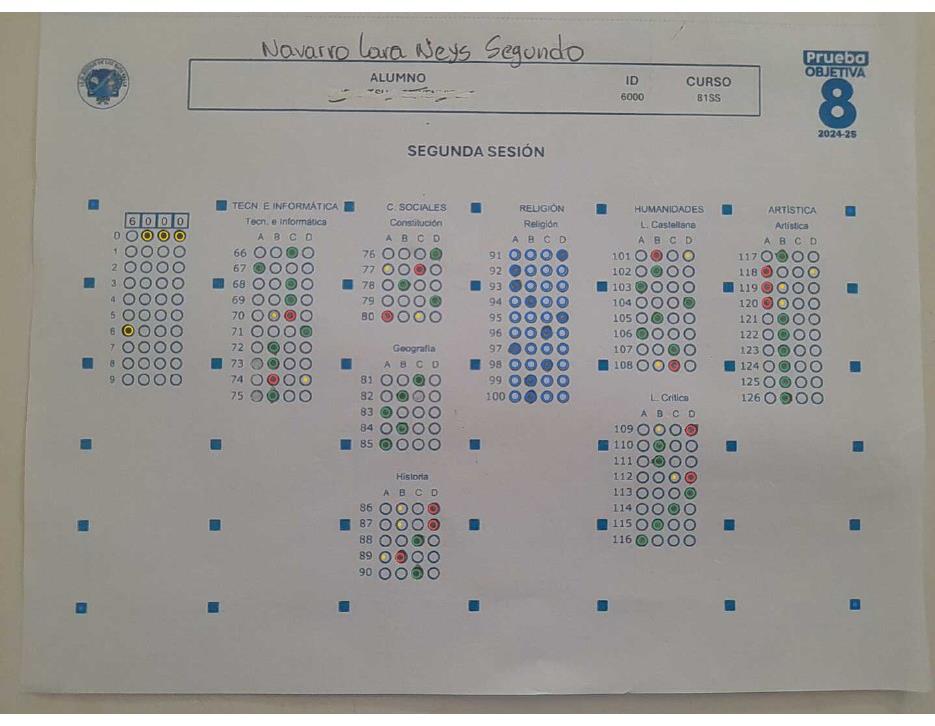 Navarro Lara Neys Segundo
ALUMNO
ID
6000
CURSO
81SS
Prueba
OBJETIVA
8
2024-25
SEGUNDA SESIÓN
6 0 0 0
0
1
2
3
4
5
6
7
8
9
TECN. E INFORMÁTICA
Tecn. e Informática
A B C D
66
67
68
69
70
71
72
73
74
75
C. SOCIALES
Constitución
A B C D
76
77
78
79
80
Geografia
A B C D
81
82
83
84
85
Historia
A B C D
86
87
88
89
90
RELIGIÓN
Religión
A B C D
91
92
93
94
95
96
97
98
99
100
HUMANIDADES
L. Castellana
A B C D
101
102
103
104
105
106
107
108
L. Crítica
A B C D
109
110
111
112
113
114
115
116
ARTÍSTICA
Artística
A B C D
117
118
119
120
121
122
123
124
125
126